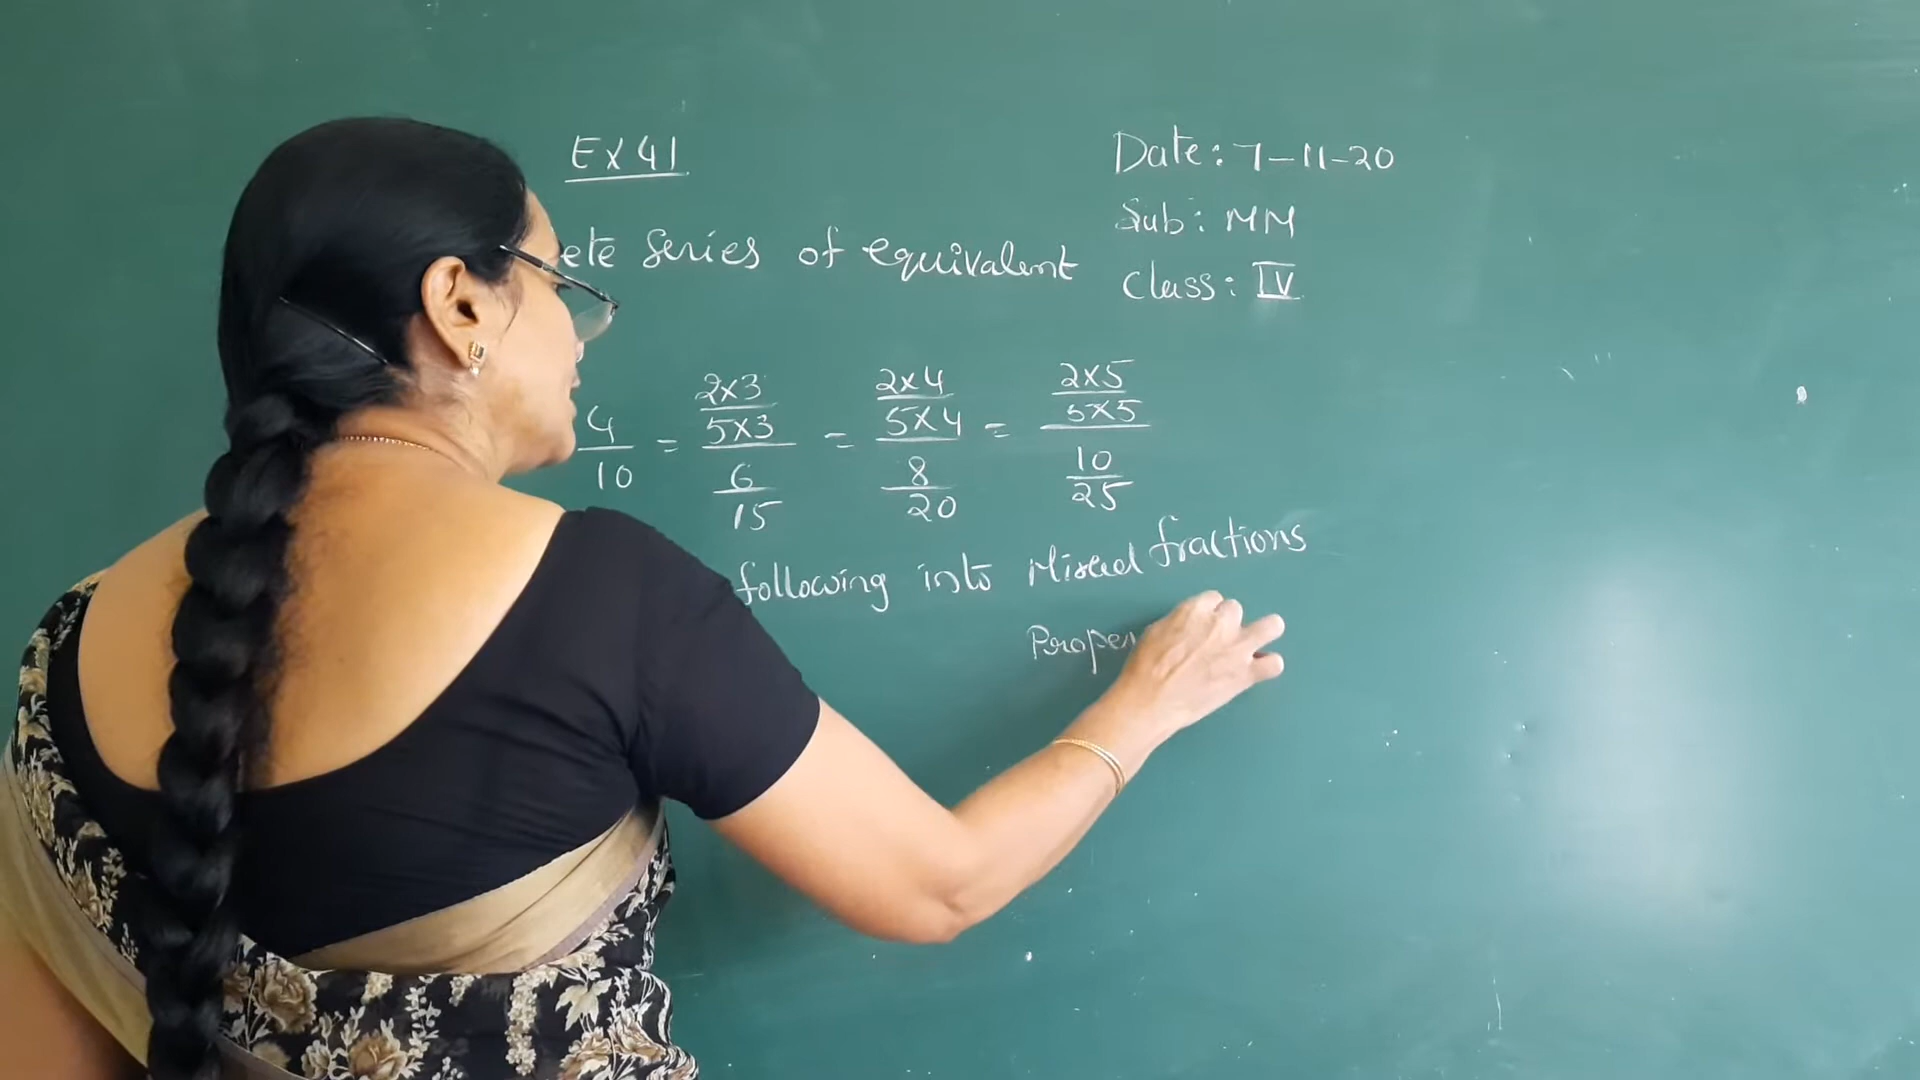 Ex 41
Date: 7-11-20
Sub: MM
Class: IV
ete series of equivalent
4/10 = 2x3/5x3 = 2x4/5x4 = 2x5/5x5
6/15 8/20 10/25
following into Mixed fractions
Proper